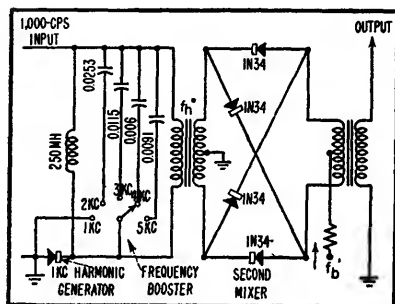 1,000-CPS
INPUT
OUTPUT
0.0253
0.0115
0.006
0.0091
fh°
1N34
1N34
1N34
1N34
250MH
2KC
3KC
4KC
1KC
5KC
1KC HARMONIC
GENERATOR
FREQUENCY
BOOSTER
SECOND
MIXER
fb'